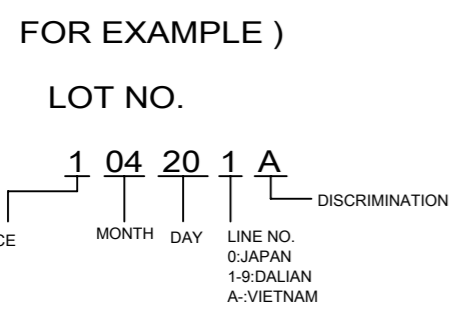 FOR EXAMPLE )
LOT NO.
1 04 20 1 A
DISCRIMINATION
MONTH DAY LINE NO.
0:JAPAN
1-9:DALIAN
A-:VIETNAM